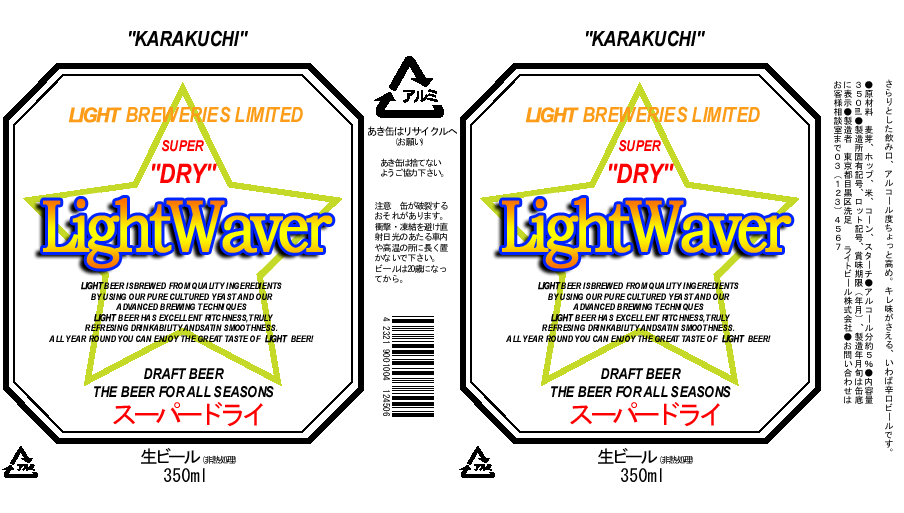 "KARAKUCHI"
LIGHT BREWERIES LIMITED
SUPER
"DRY"
LightWaver
LIGHT BEER IS BREWED FROM QUALITY INGEREDIENTS
BY USING OUR PURE CULTURED YEAST AND OUR
ADVANCED BREWING TECHNIQUES
LIGHT BEER HAS EXCELLENT RITCHNESS, TRULY
REFRESING DRINKABILITY AND SATIN SMOOTHNESS.
ALL YEAR ROUND YOU CAN ENJOY THE GREAT TASTE OF LIGHT BEER!
DRAFT BEER
THE BEER FOR ALL SEASONS
スーパードライ
アルミ
生ビール (非熱処理)
350ml
アルミ
あき缶はリサイクルへ
(お願い)
あき缶は捨てない
ようご協力下さい。
注意 缶が破裂する
おそれがあります。
衝撃・凍結を避け直
射日光のあたる車内
や高温の所に長く置
かないで下さい。
ビールは20歳になっ
てから。
4 2321 9001004 124506
"KARAKUCHI"
LIGHT BREWERIES LIMITED
SUPER
"DRY"
LightWaver
LIGHT BEER IS BREWED FROM QUALITY INGEREDIENTS
BY USING OUR PURE CULTURED YEAST AND OUR
ADVANCED BREWING TECHNIQUES
LIGHT BEER HAS EXCELLENT RITCHNESS, TRULY
REFRESING DRINKABILITY AND SATIN SMOOTHNESS.
ALL YEAR ROUND YOU CAN ENJOY THE GREAT TASTE OF LIGHT BEER!
DRAFT BEER
THE BEER FOR ALL SEASONS
スーパードライ
アルミ
生ビール (非熱処理)
350ml
さらりとした飲み口、アルコール度ちょっと高め。キレ味がさえる、いわば辛口ビールです。
●原材料 麦芽、ホップ、米、コーン、スターチ●アルコール分約5%●内容量
350ml●製造所固有記号、ロット記号、賞味期限(年月)、製造年月旬は缶底
に表示●製造者 東京都目黒区洗足 ライトビール株式会社●お問い合わせは
お客様相談室まで03(123)4567